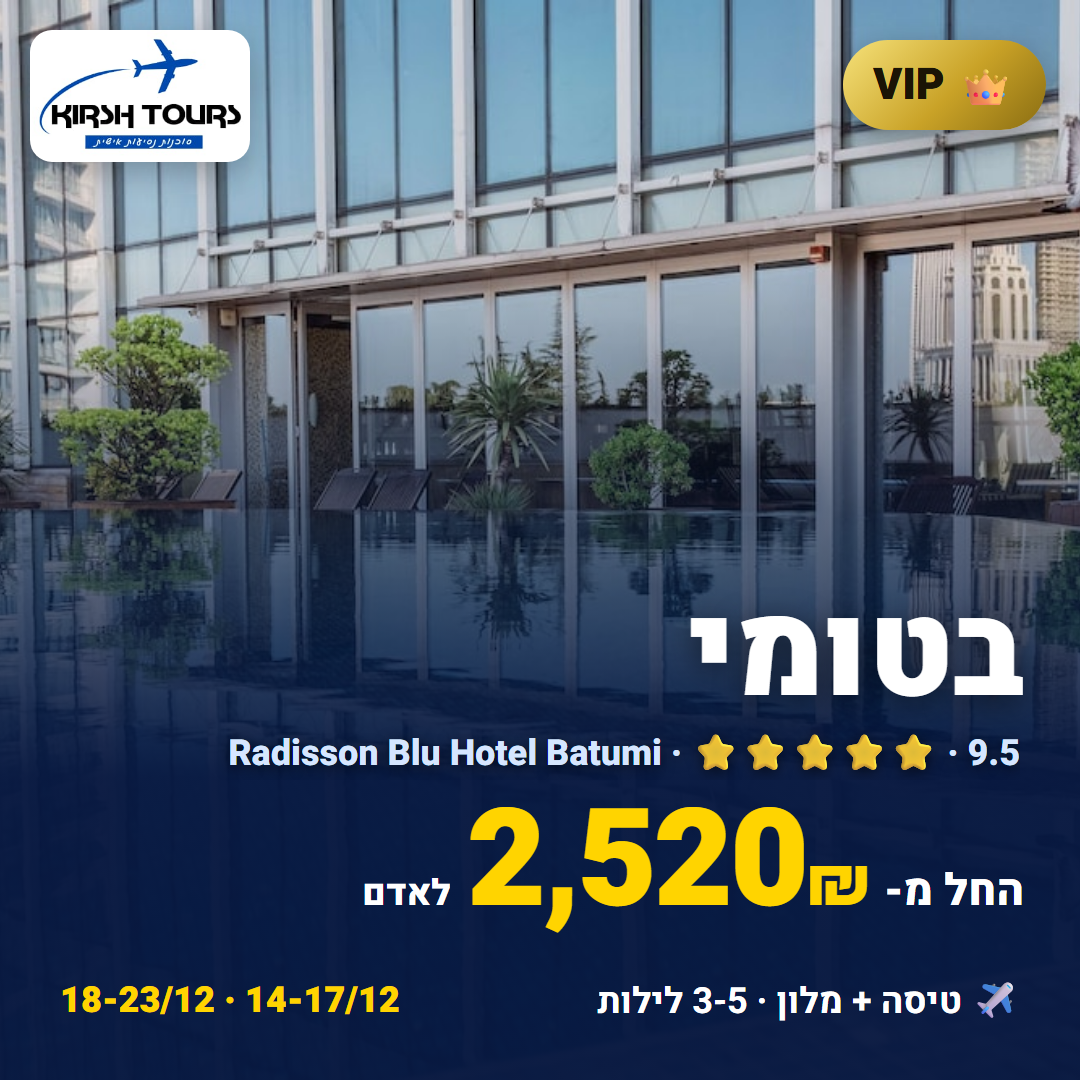 KIRSH TOURS
סוכנות נסיעות אישית
VIP 👑
בטומי
9.5 · ⭐⭐⭐⭐⭐ · Radisson Blu Hotel Batumi
החל מ- ₪2,520 לאדם
✈️ טיסה + מלון · 3-5 לילות
14-17/12 · 18-23/12